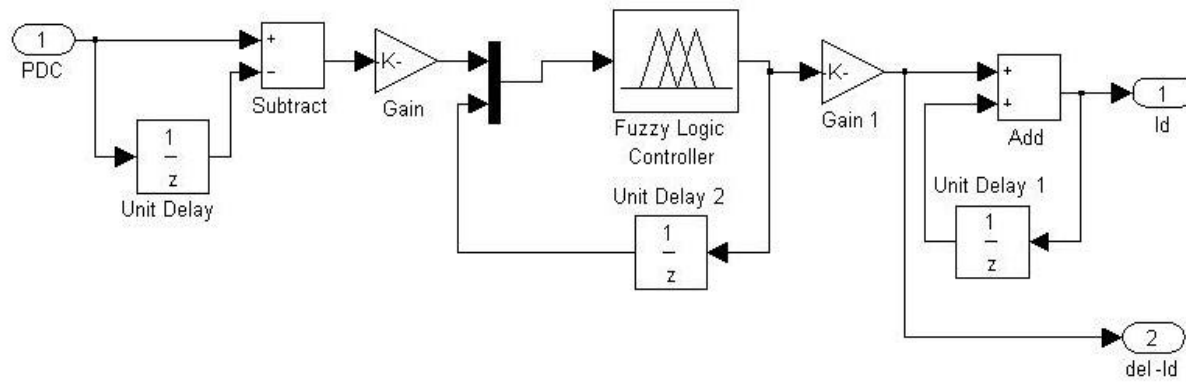 1
PDC
+
−
Subtract
1
z
Unit Delay
-K-
Gain
Fuzzy Logic
Controller
Unit Delay 2
1
z
-K-
Gain 1
+
+
Add
Unit Delay 1
1
z
1
Id
2
del -Id